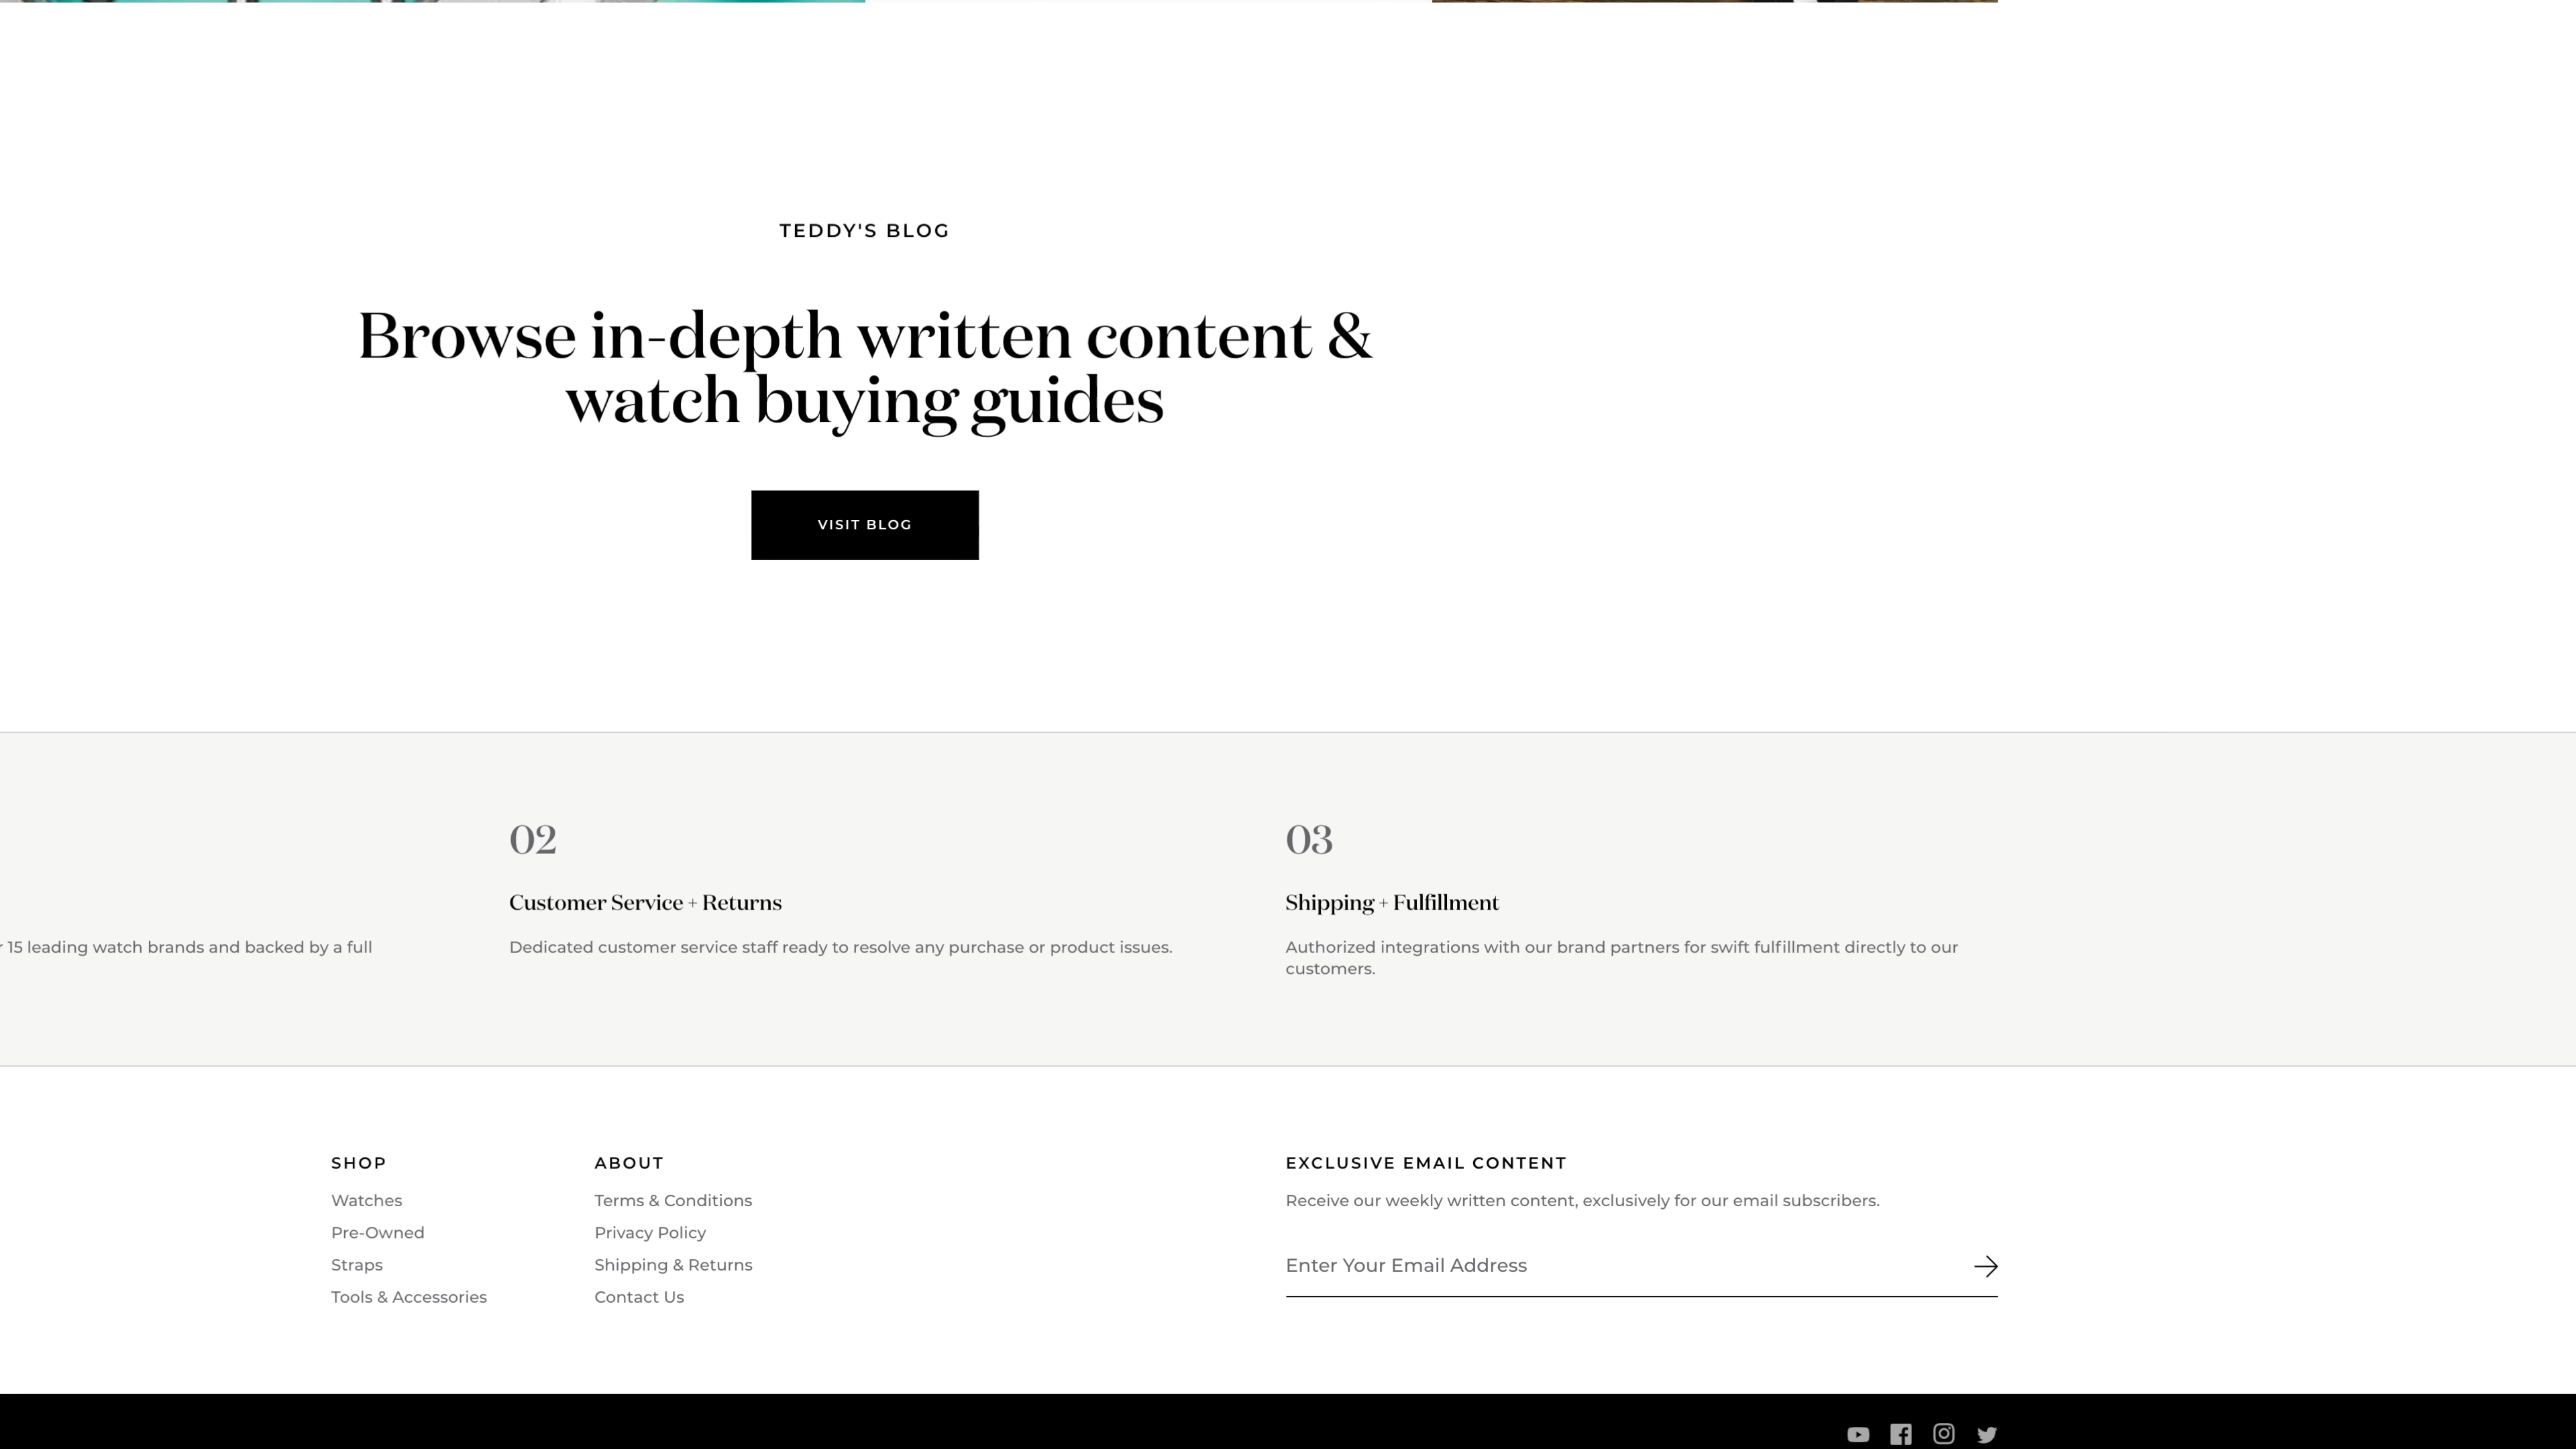 TEDDY'S BLOG
Browse in-depth written content &
watch buying guides
VISIT BLOG
15 leading watch brands and backed by a full
02
Customer Service + Returns
Dedicated customer service staff ready to resolve any purchase or product issues.
03
Shipping + Fulfillment
Authorized integrations with our brand partners for swift fulfillment directly to our
customers.
SHOP
Watches
Pre-Owned
Straps
Tools & Accessories
ABOUT
Terms & Conditions
Privacy Policy
Shipping & Returns
Contact Us
EXCLUSIVE EMAIL CONTENT
Receive our weekly written content, exclusively for our email subscribers.
Enter Your Email Address